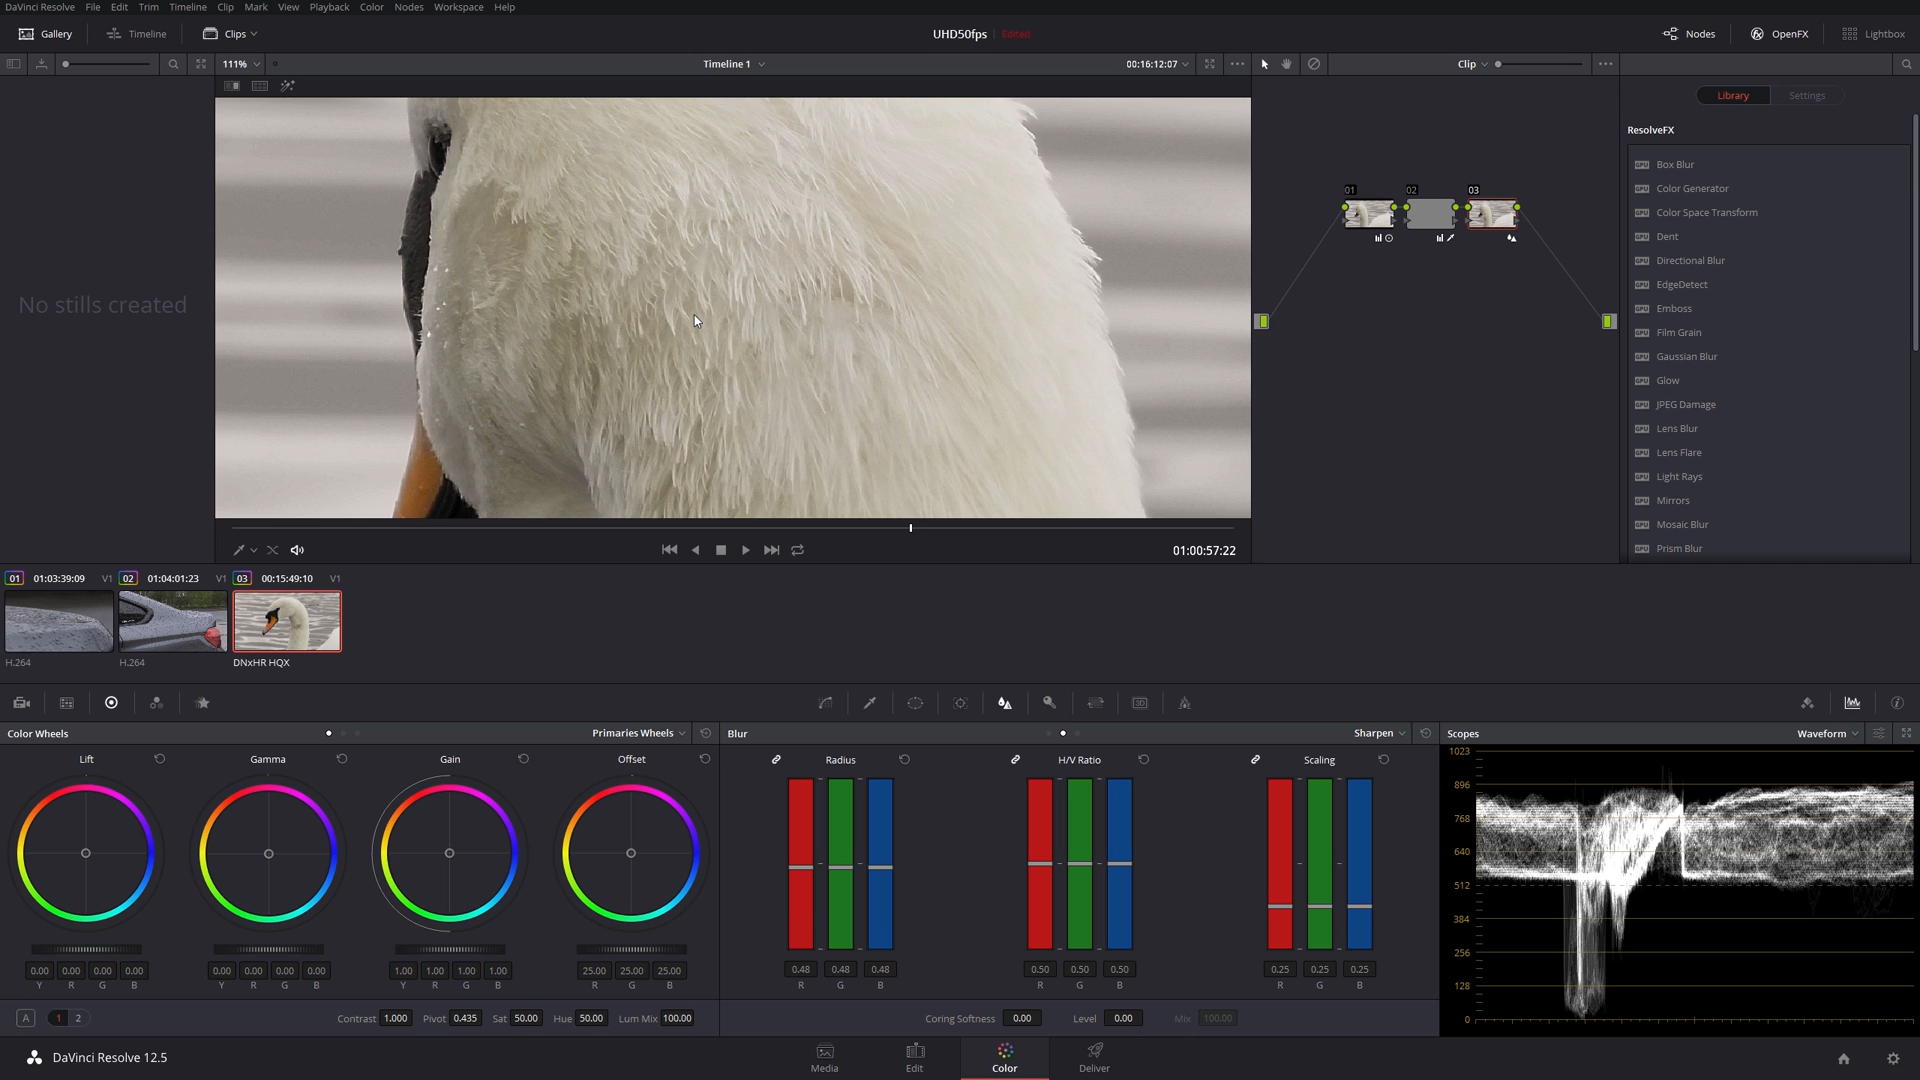 DaVinci Resolve File Edit Trim Timeline Clip Mark View Playback Color Nodes Workspace Help
Gallery Timeline Clips UHD50fps Edited Nodes OpenFX Lightbox
111% Timeline 1 00:16:12:07 Clip
Library Settings
ResolveFX
Box Blur
Color Generator
Color Space Transform
Dent
Directional Blur
EdgeDetect
Emboss
Film Grain
Gaussian Blur
Glow
JPEG Damage
Lens Blur
Lens Flare
Light Rays
Mirrors
Mosaic Blur
Prism Blur
01 02 03
No stills created
01:00:57:22
01 01:03:39:09 V1 02 01:04:01:23 V1 03 00:15:49:10 V1
H.264 H.264 DNxHR HQX
Color Wheels Primaries Wheels Blur Sharpen Scopes Waveform
Lift Gamma Gain Offset Radius H/V Ratio Scaling
1023
896
768
640
512
384
256
128
0
0.00 0.00 0.00 0.00 0.00 0.00 0.00 0.00 1.00 1.00 1.00 1.00 25.00 25.00 25.00 0.48 0.48 0.48 0.50 0.50 0.50 0.25 0.25 0.25
Y R G B Y R G B Y R G B R G B R G B R G B R G B
A 1 2 Contrast 1.000 Pivot 0.435 Sat 50.00 Hue 50.00 Lum Mix 100.00 Coring Softness 0.00 Level 0.00 Mix 100.00
DaVinci Resolve 12.5 Media Edit Color Deliver